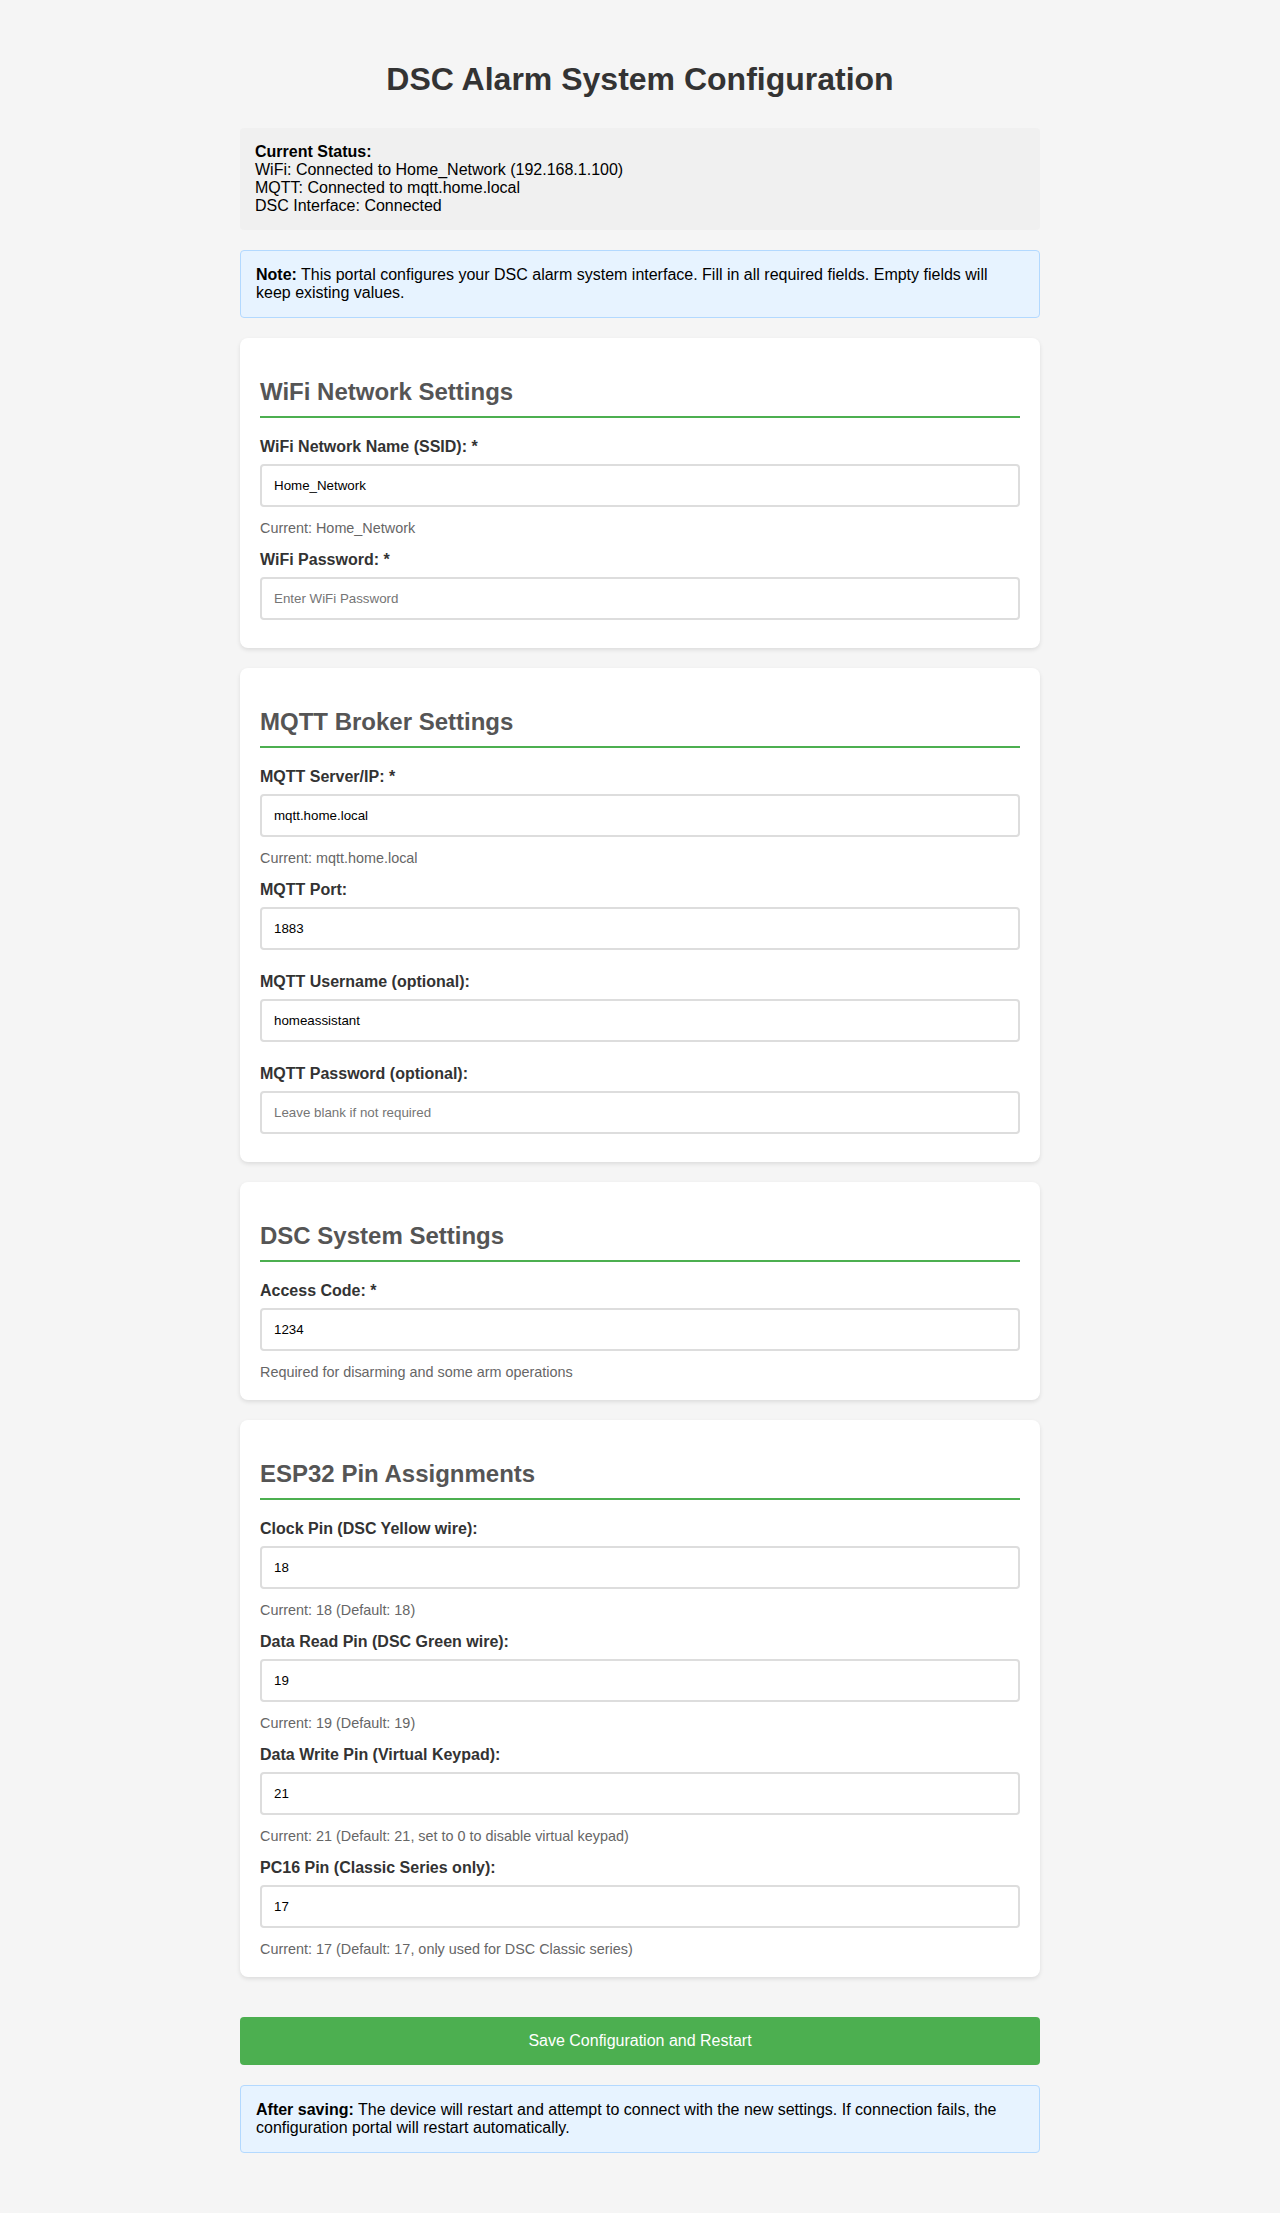 DSC Alarm System Configuration
Current Status:
WiFi: Connected to Home_Network (192.168.1.100)
MQTT: Connected to mqtt.home.local
DSC Interface: Connected
Note: This portal configures your DSC alarm system interface. Fill in all required fields. Empty fields will
keep existing values.
WiFi Network Settings
WiFi Network Name (SSID): *
Home_Network
Current: Home_Network
WiFi Password: *
Enter WiFi Password
MQTT Broker Settings
MQTT Server/IP: *
mqtt.home.local
Current: mqtt.home.local
MQTT Port:
1883
MQTT Username (optional):
homeassistant
MQTT Password (optional):
Leave blank if not required
DSC System Settings
Access Code: *
1234
Required for disarming and some arm operations
ESP32 Pin Assignments
Clock Pin (DSC Yellow wire):
18
Current: 18 (Default: 18)
Data Read Pin (DSC Green wire):
19
Current: 19 (Default: 19)
Data Write Pin (Virtual Keypad):
21
Current: 21 (Default: 21, set to 0 to disable virtual keypad)
PC16 Pin (Classic Series only):
17
Current: 17 (Default: 17, only used for DSC Classic series)
Save Configuration and Restart
After saving: The device will restart and attempt to connect with the new settings. If connection fails, the
configuration portal will restart automatically.